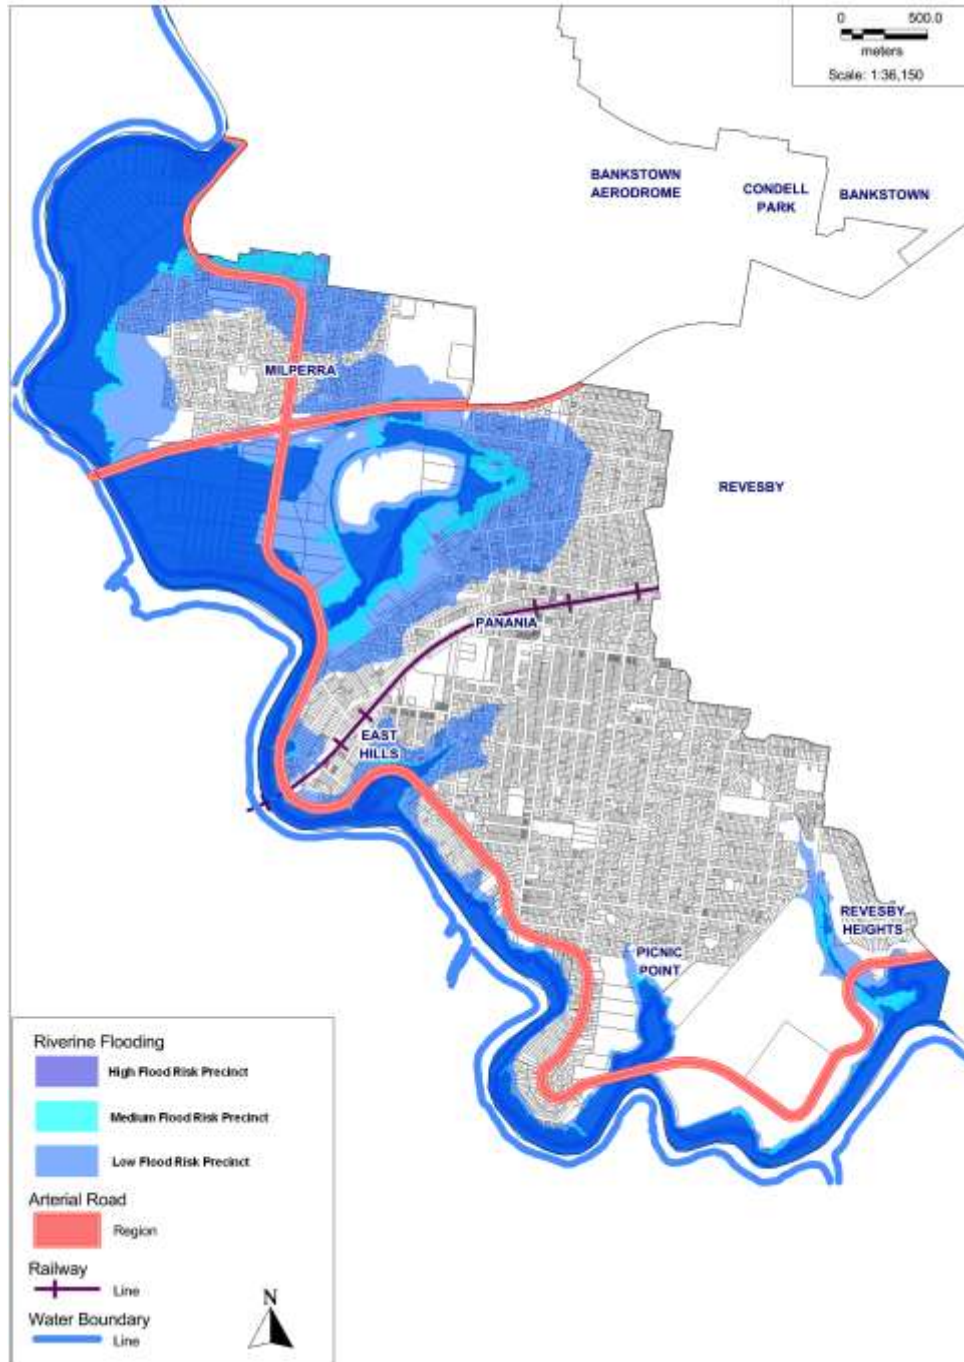 0 500.0
meters
Scale: 1:36,150
BANKSTOWN
AERODROME
CONDELL
PARK
BANKSTOWN
MILPERRA
REVESBY
PANANIA
EAST
HILLS
REVESBY
HEIGHTS
PICNIC
POINT
Riverine Flooding
High Flood Risk Precinct
Medium Flood Risk Precinct
Low Flood Risk Precinct
Arterial Road
Region
Railway
Line
Water Boundary
Line
N